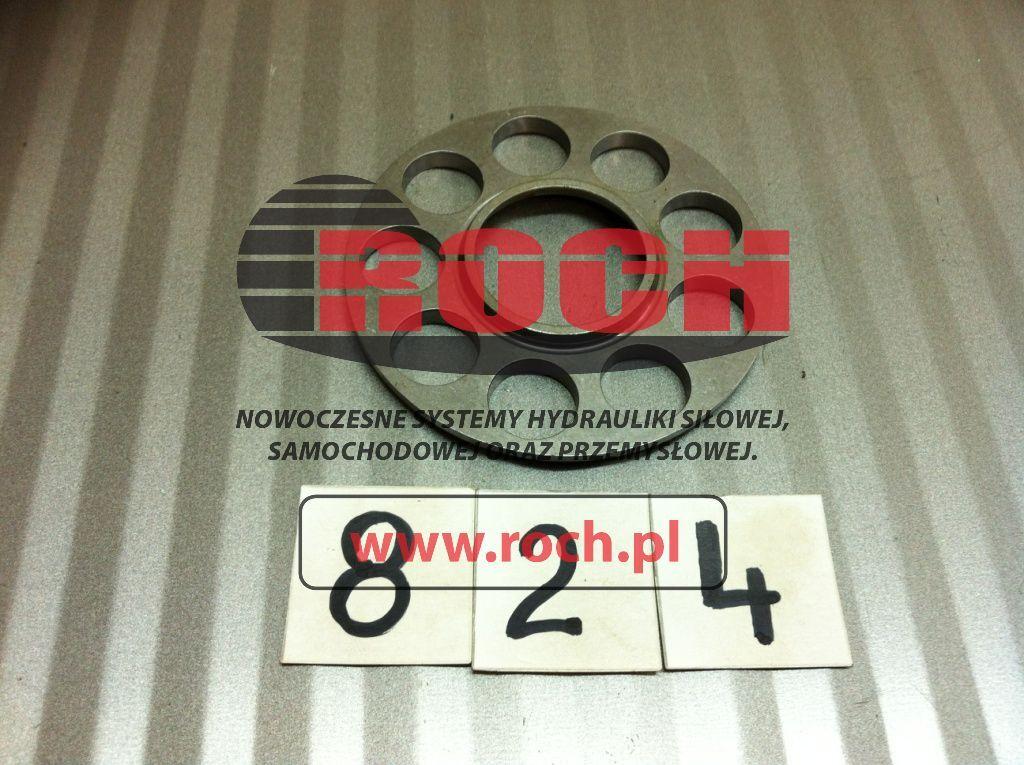 ROCH
NOWOCZESNE SYSTEMY HYDRAULIKI SIŁOWEJ,
SAMOCHODOWEJ ORAZ PRZEMYSŁOWEJ.
www.roch.pl
8 2 4